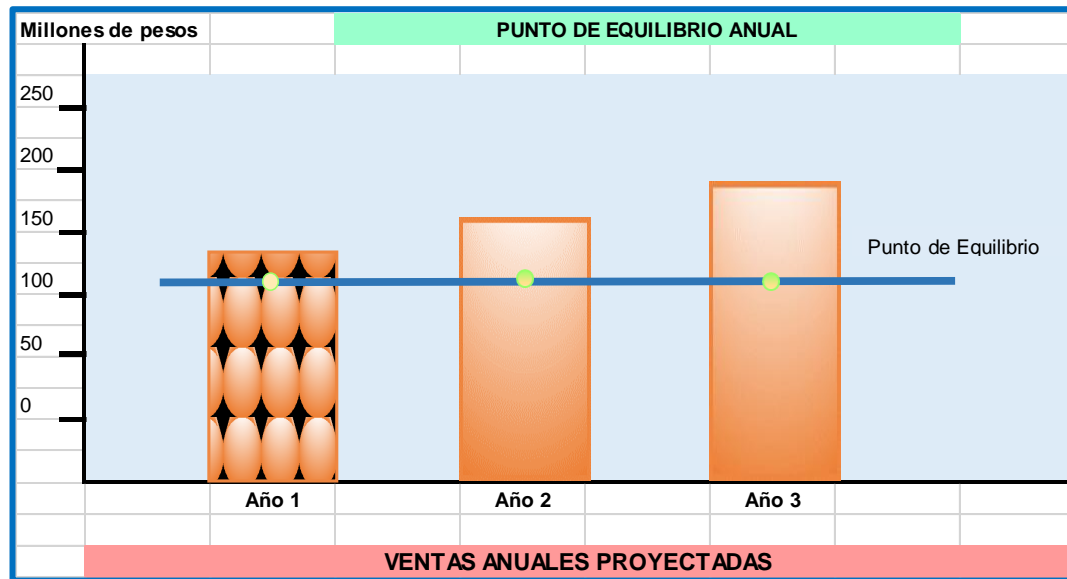 Millones de pesos
PUNTO DE EQUILIBRIO ANUAL
250
200
150
Punto de Equilibrio
100
50
0
Año 1 Año 2 Año 3
VENTAS ANUALES PROYECTADAS